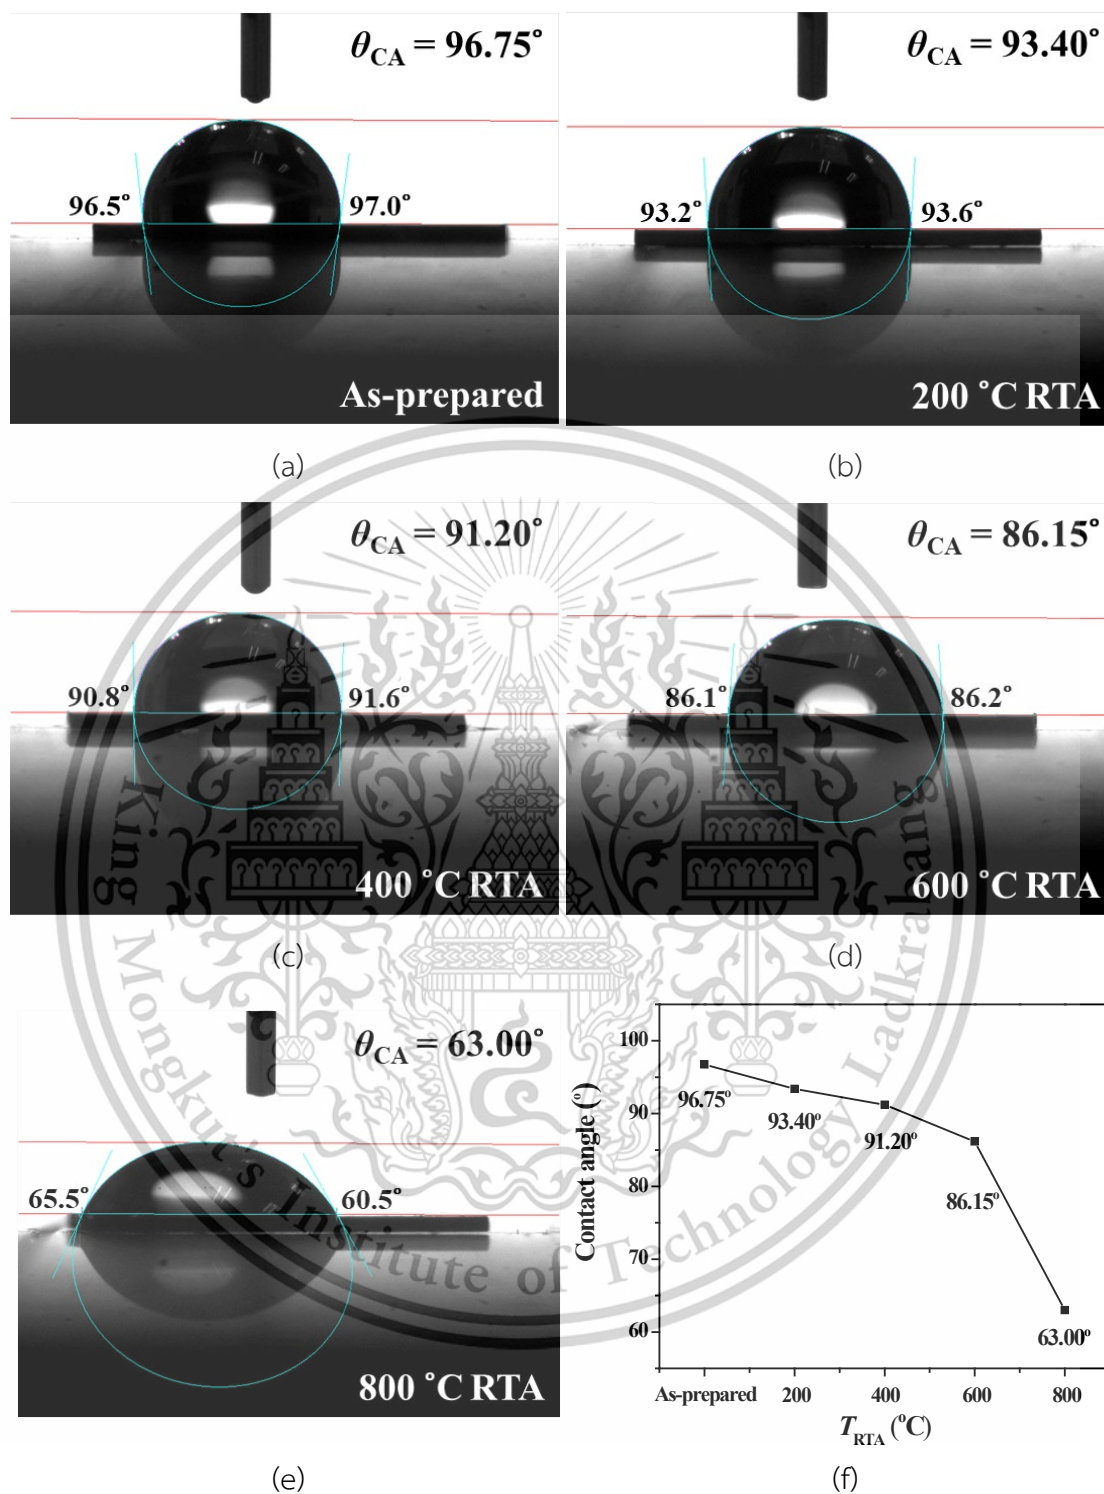 θCA = 96.75°
96.5°
97.0°
As-prepared
(a)
θCA = 93.40°
93.2°
93.6°
200 °C RTA
(b)
θCA = 91.20°
90.8°
91.6°
400 °C RTA
(c)
θCA = 86.15°
86.1°
86.2°
600 °C RTA
(d)
θCA = 63.00°
65.5°
60.5°
800 °C RTA
(e)
Contact angle (°)
100
90
80
70
60
96.75°
93.40°
91.20°
86.15°
63.00°
As-prepared 200 400 600 800
TRTA (°C)
(f)
King Mongkut's Institute of Technology Ladkrabang